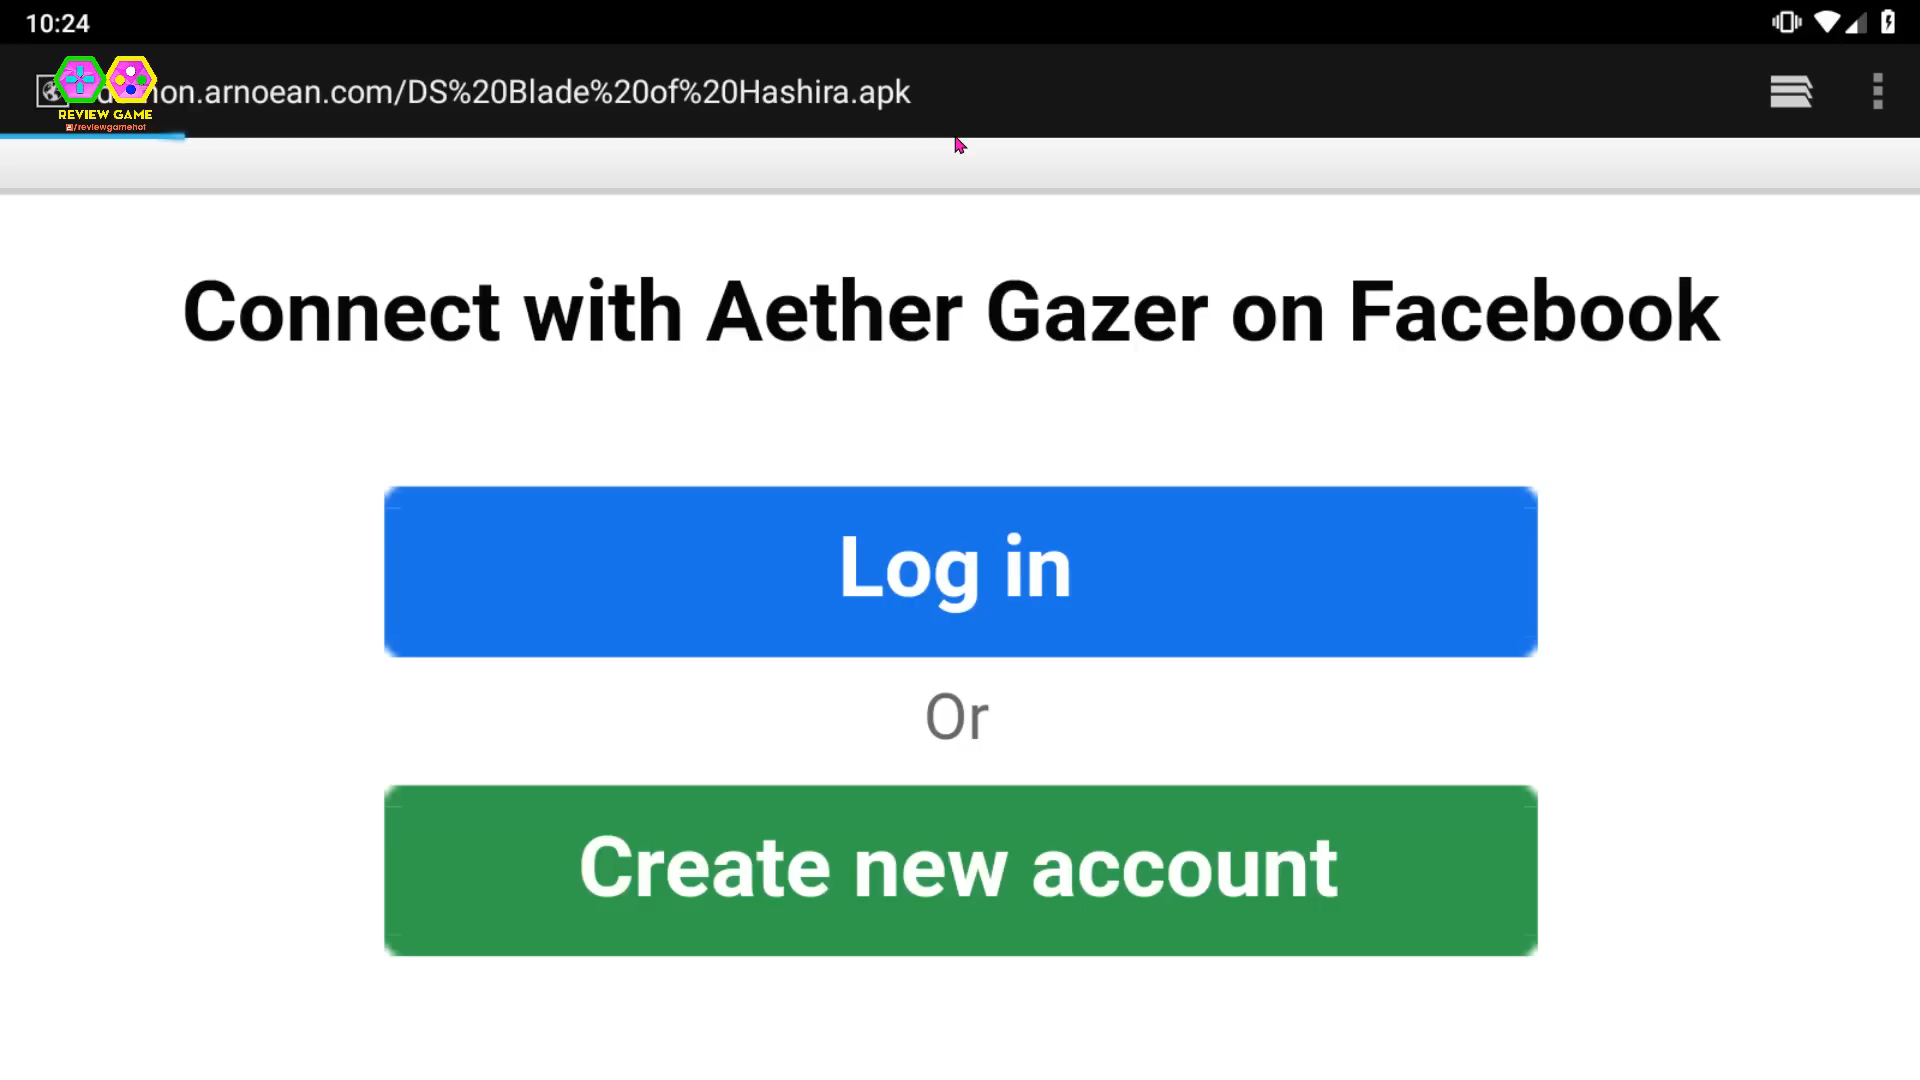 10:24
mon.arnoean.com/DS%20Blade%20of%20Hashira.apk
REVIEW GAME
/reviewgamehot
Connect with Aether Gazer on Facebook
Log in
Or
Create new account